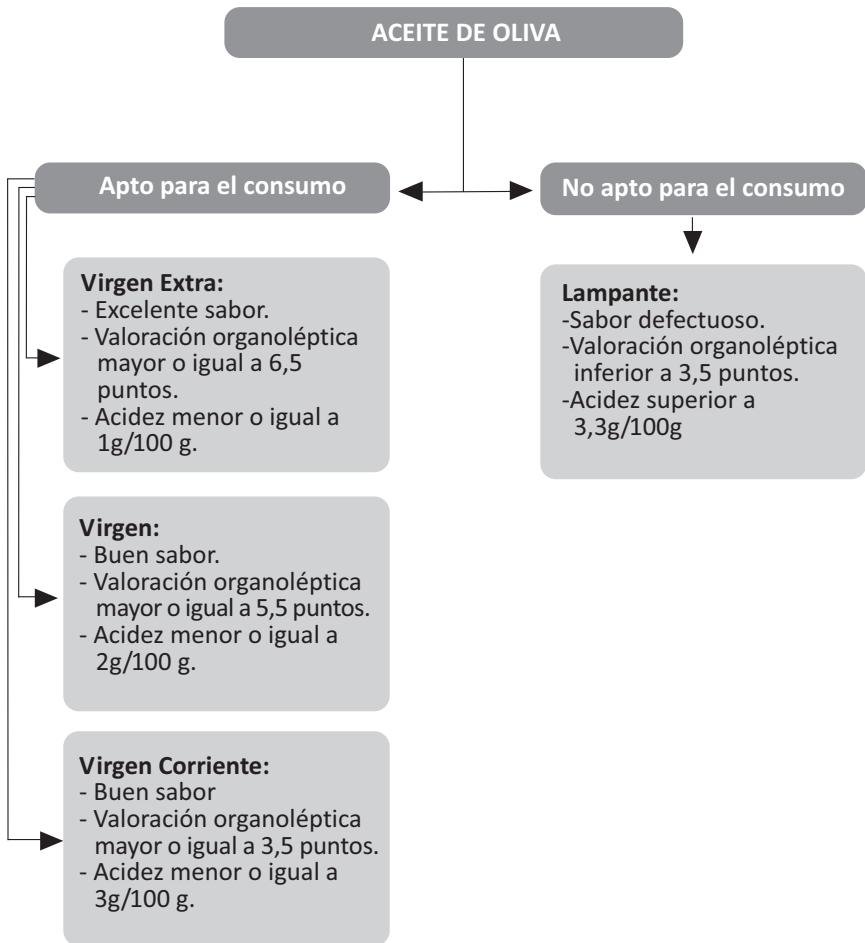 ACEITE DE OLIVA
Apto para el consumo
No apto para el consumo
Virgen Extra:
- Excelente sabor.
- Valoración organoléptica
mayor o igual a 6,5
puntos.
- Acidez menor o igual a
1g/100 g.
Lampante:
-Sabor defectuoso.
-Valoración organoléptica
inferior a 3,5 puntos.
-Acidez superior a
3,3g/100g
Virgen:
- Buen sabor.
- Valoración organoléptica
mayor o igual a 5,5 puntos.
- Acidez menor o igual a
2g/100 g.
Virgen Corriente:
- Buen sabor
- Valoración organoléptica
mayor o igual a 3,5 puntos.
- Acidez menor o igual a
3g/100 g.